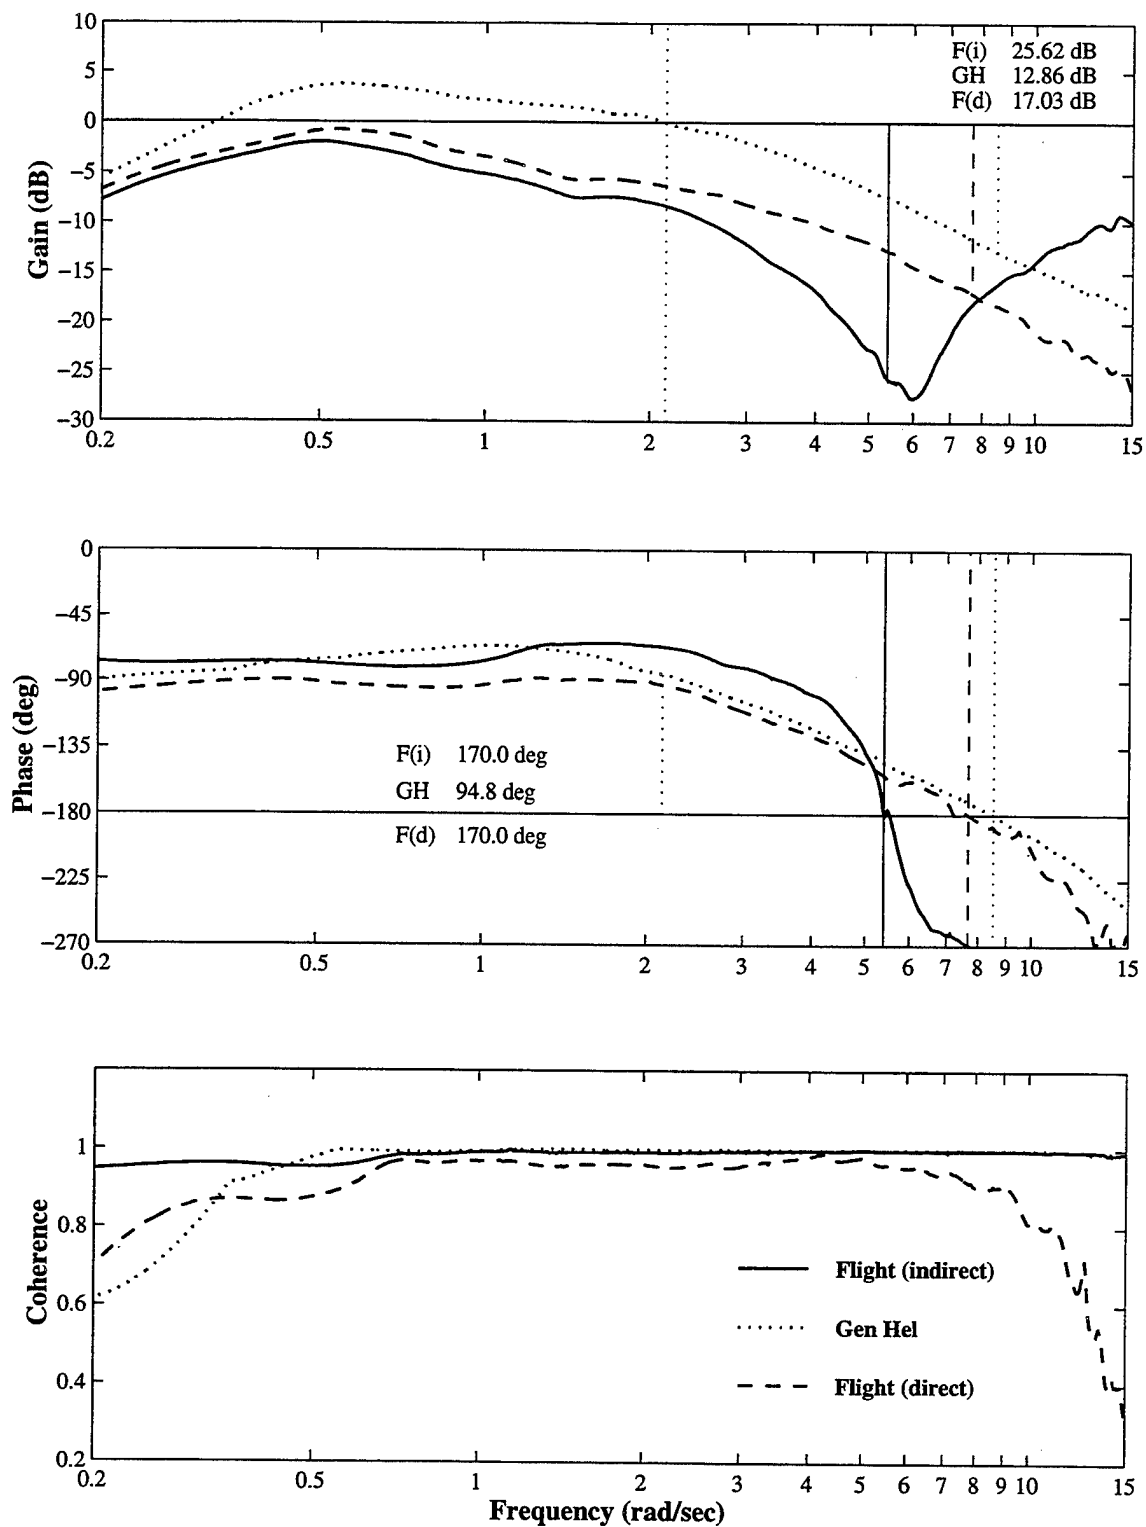 10
5
0
−5
−10
−15
−20
−25
−30
Gain (dB)
F(i) 25.62 dB
GH 12.86 dB
F(d) 17.03 dB
0.2 0.5 1 2 3 4 5 6 7 8 9 10 15
0
−45
−90
−135
−180
−225
−270
Phase (deg)
F(i) 170.0 deg
GH 94.8 deg
F(d) 170.0 deg
0.2 0.5 1 2 3 4 5 6 7 8 9 10 15
1
0.8
0.6
0.4
0.2
Coherence
Flight (indirect)
Gen Hel
Flight (direct)
0.2 0.5 1 2 3 4 5 6 7 8 9 10 15
Frequency (rad/sec)